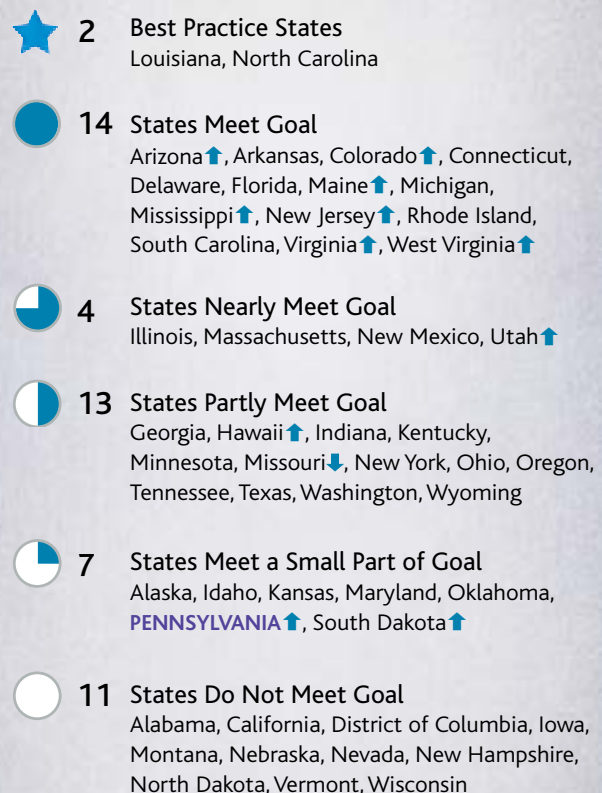 2 Best Practice States
Louisiana, North Carolina
14 States Meet Goal
Arizona⬆, Arkansas, Colorado⬆, Connecticut,
Delaware, Florida, Maine⬆, Michigan,
Mississippi⬆, New Jersey⬆, Rhode Island,
South Carolina, Virginia⬆, West Virginia⬆
4 States Nearly Meet Goal
Illinois, Massachusetts, New Mexico, Utah⬆
13 States Partly Meet Goal
Georgia, Hawaii⬆, Indiana, Kentucky,
Minnesota, Missouri⬇, New York, Ohio, Oregon,
Tennessee, Texas, Washington, Wyoming
7 States Meet a Small Part of Goal
Alaska, Idaho, Kansas, Maryland, Oklahoma,
PENNSYLVANIA⬆, South Dakota⬆
11 States Do Not Meet Goal
Alabama, California, District of Columbia, Iowa,
Montana, Nebraska, Nevada, New Hampshire,
North Dakota, Vermont, Wisconsin